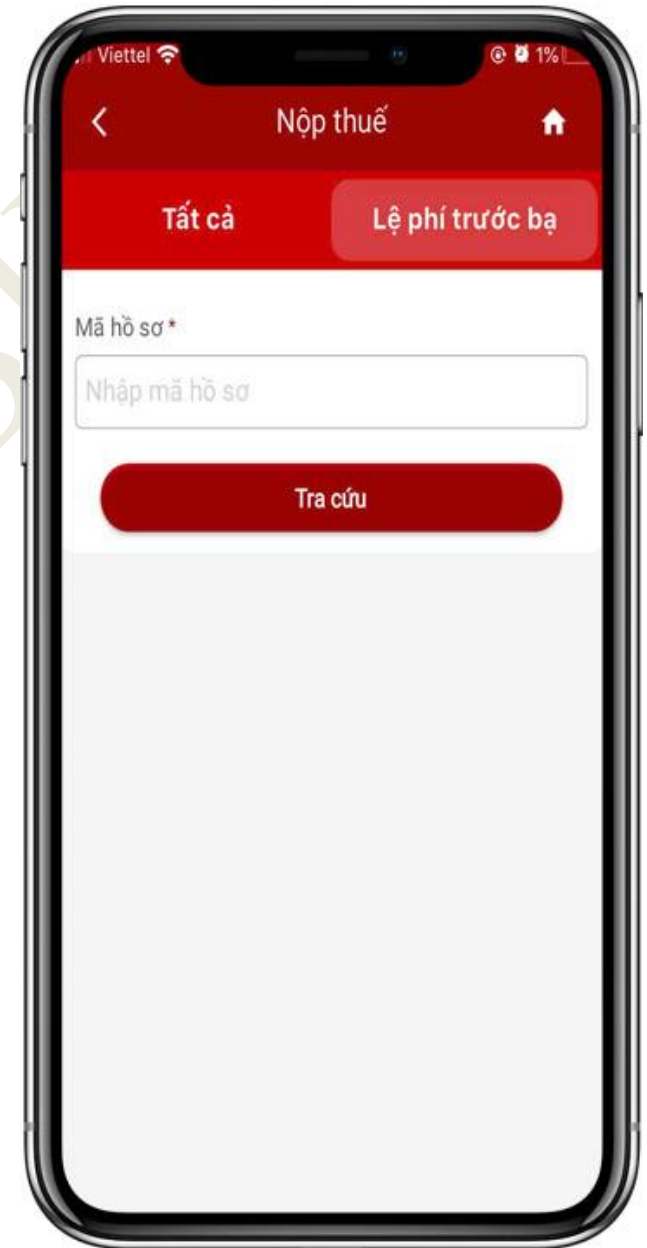 Viettel 1%
Nộp thuế
Tất cả Lệ phí trước bạ
Mã hồ sơ *
Nhập mã hồ sơ
Tra cứu